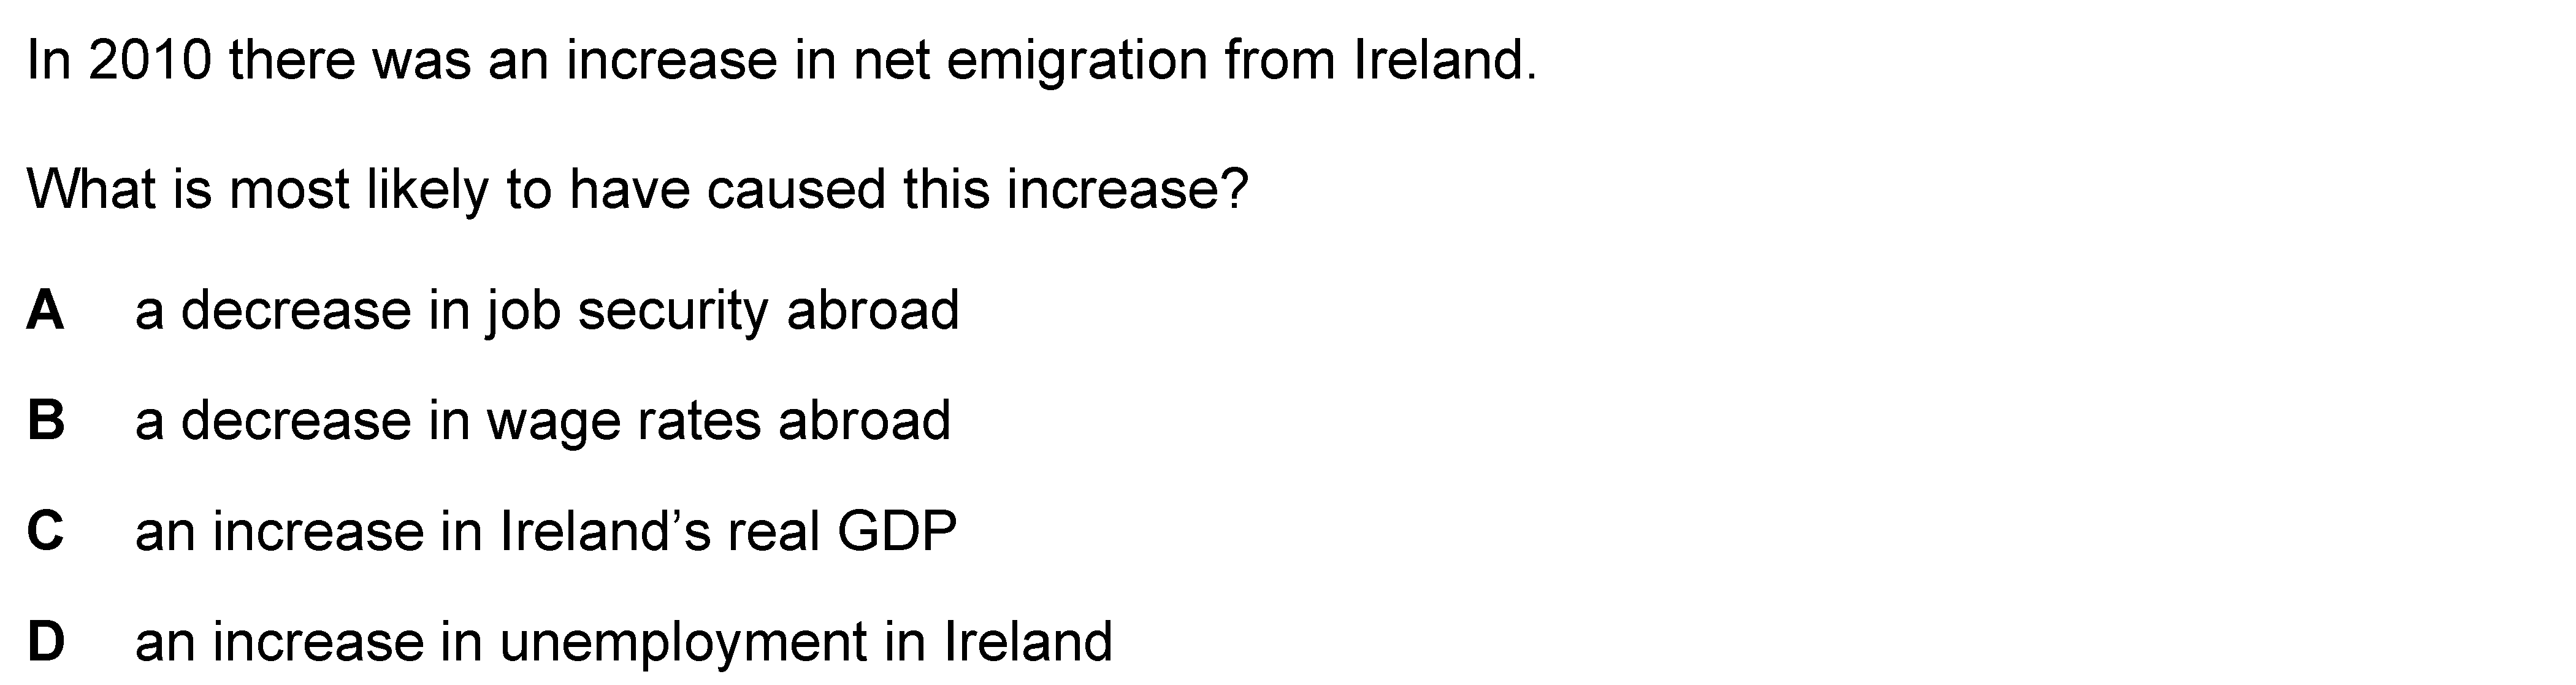 In 2010 there was an increase in net emigration from Ireland.
What is most likely to have caused this increase?
A a decrease in job security abroad
B a decrease in wage rates abroad
C an increase in Ireland’s real GDP
D an increase in unemployment in Ireland